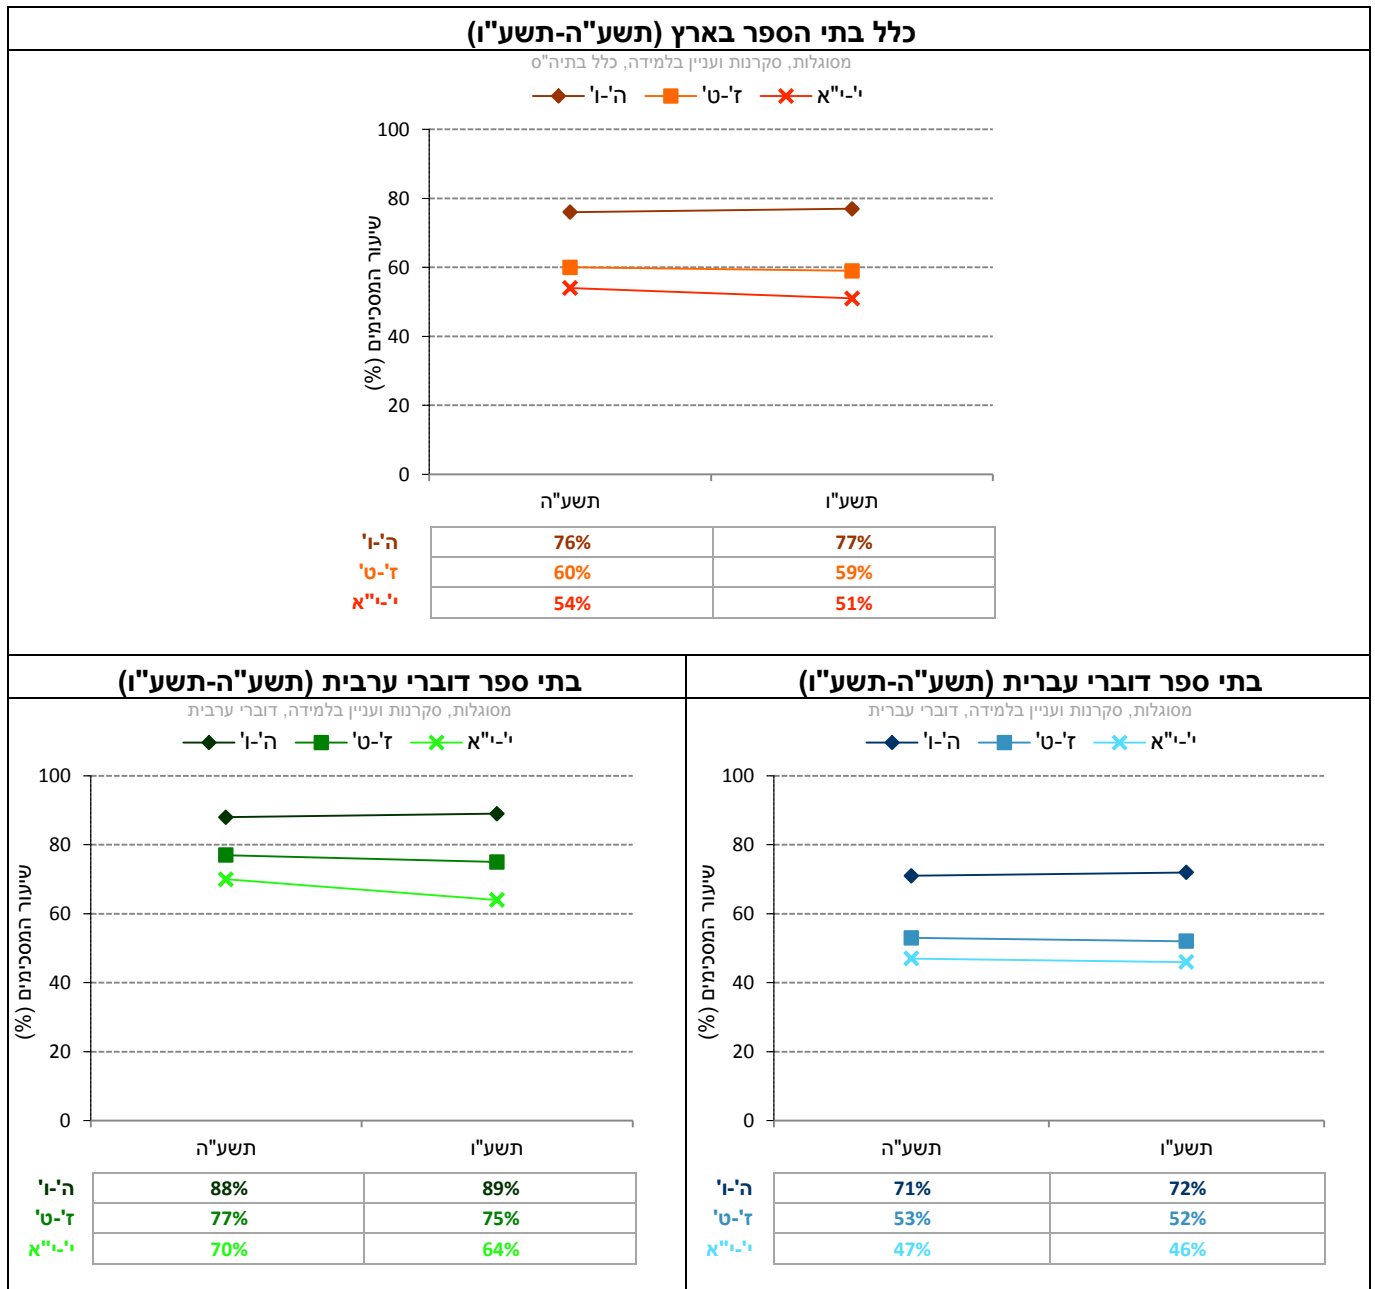 כלל בתי הספר בארץ (תשע"ה-תשע"ו)
מסוגלות, סקרנות ועניין בלמידה, כלל בתיה"ס
ה'-ו' ז'-ט' י'-י"א
שיעור המסכימים (%)
100
80
60
40
20
0
תשע"ה תשע"ו
ה'-ו' 76% 77%
ז'-ט' 60% 59%
י'-י"א 54% 51%
בתי ספר דוברי עברית (תשע"ה-תשע"ו)
מסוגלות, סקרנות ועניין בלמידה, דוברי עברית
ה'-ו' ז'-ט' י'-י"א
שיעור המסכימים (%)
100
80
60
40
20
0
תשע"ה תשע"ו
ה'-ו' 71% 72%
ז'-ט' 53% 52%
י'-י"א 47% 46%
בתי ספר דוברי ערבית (תשע"ה-תשע"ו)
מסוגלות, סקרנות ועניין בלמידה, דוברי ערבית
ה'-ו' ז'-ט' י'-י"א
שיעור המסכימים (%)
100
80
60
40
20
0
תשע"ה תשע"ו
ה'-ו' 88% 89%
ז'-ט' 77% 75%
י'-י"א 70% 64%